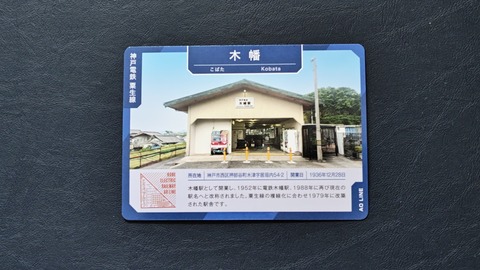 木幡
こばた Kobata
神戸電鉄 粟生線
木幡駅
所在地 神戸市西区押部谷町木津字宮垣内54-2 開業日 1936年12月28日
木幡駅として開業し、1952年に電鉄木幡駅、1988年に再び現在の
駅名へと改称されました。粟生線の複線化に合わせ1979年に改築
された駅舎です。
KOBE
ELECTRIC
RAILWAY
AO LINE
AO LINE